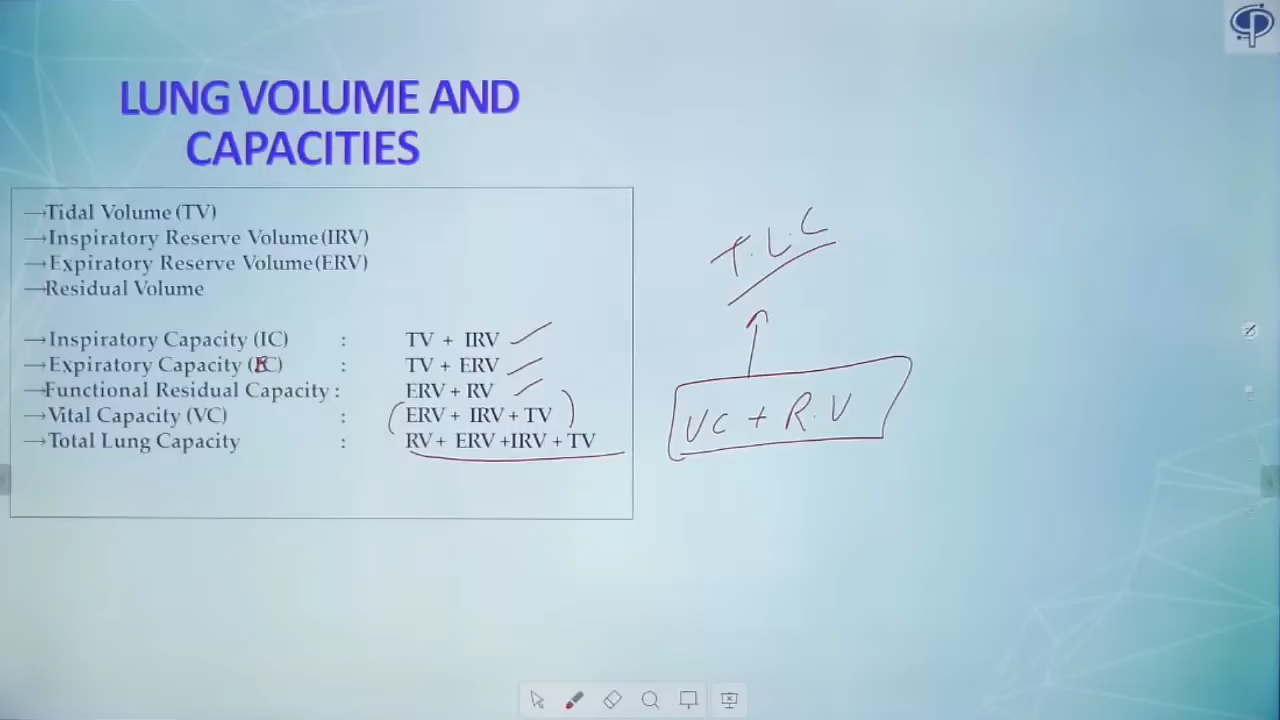 LUNG VOLUME AND
CAPACITIES
→Tidal Volume (TV)
→Inspiratory Reserve Volume(IRV)
→Expiratory Reserve Volume(ERV)
→Residual Volume
→Inspiratory Capacity (IC) : TV + IRV
→Expiratory Capacity (EC) : TV + ERV
→Functional Residual Capacity : ERV + RV
→Vital Capacity (VC) : (ERV + IRV + TV)
→Total Lung Capacity : RV + ERV +IRV + TV
T.L.C
VC + R.V